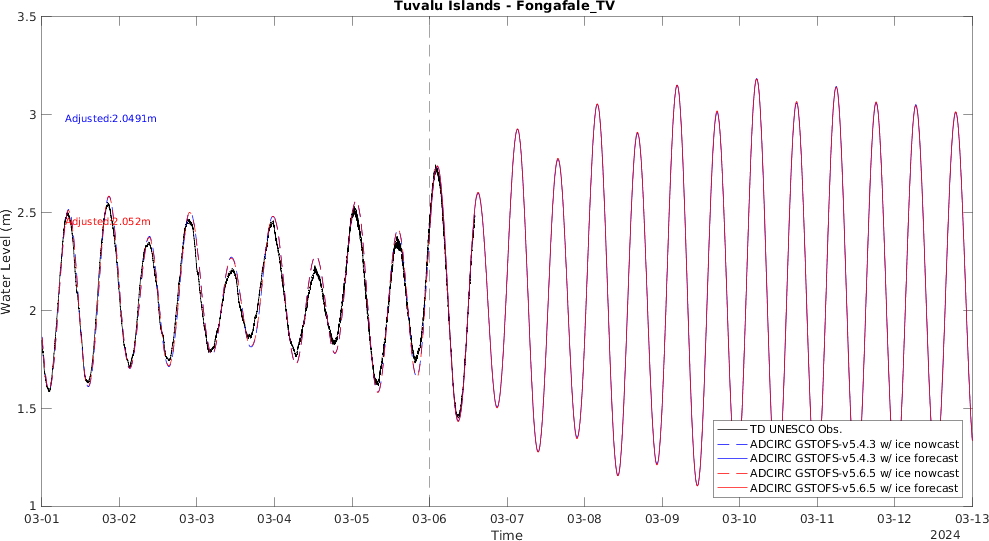 Tuvalu Islands - Fongafale_TV
3.5
3
2.5
2
1.5
1
Water Level (m)
Adjusted:2.0491m
Adjusted:2.052m
TD UNESCO Obs.
ADCIRC GSTOFS-v5.4.3 w/ ice nowcast
ADCIRC GSTOFS-v5.4.3 w/ ice forecast
ADCIRC GSTOFS-v5.6.5 w/ ice nowcast
ADCIRC GSTOFS-v5.6.5 w/ ice forecast
03-01 03-02 03-03 03-04 03-05 03-06 03-07 03-08 03-09 03-10 03-11 03-12 03-13
Time
2024